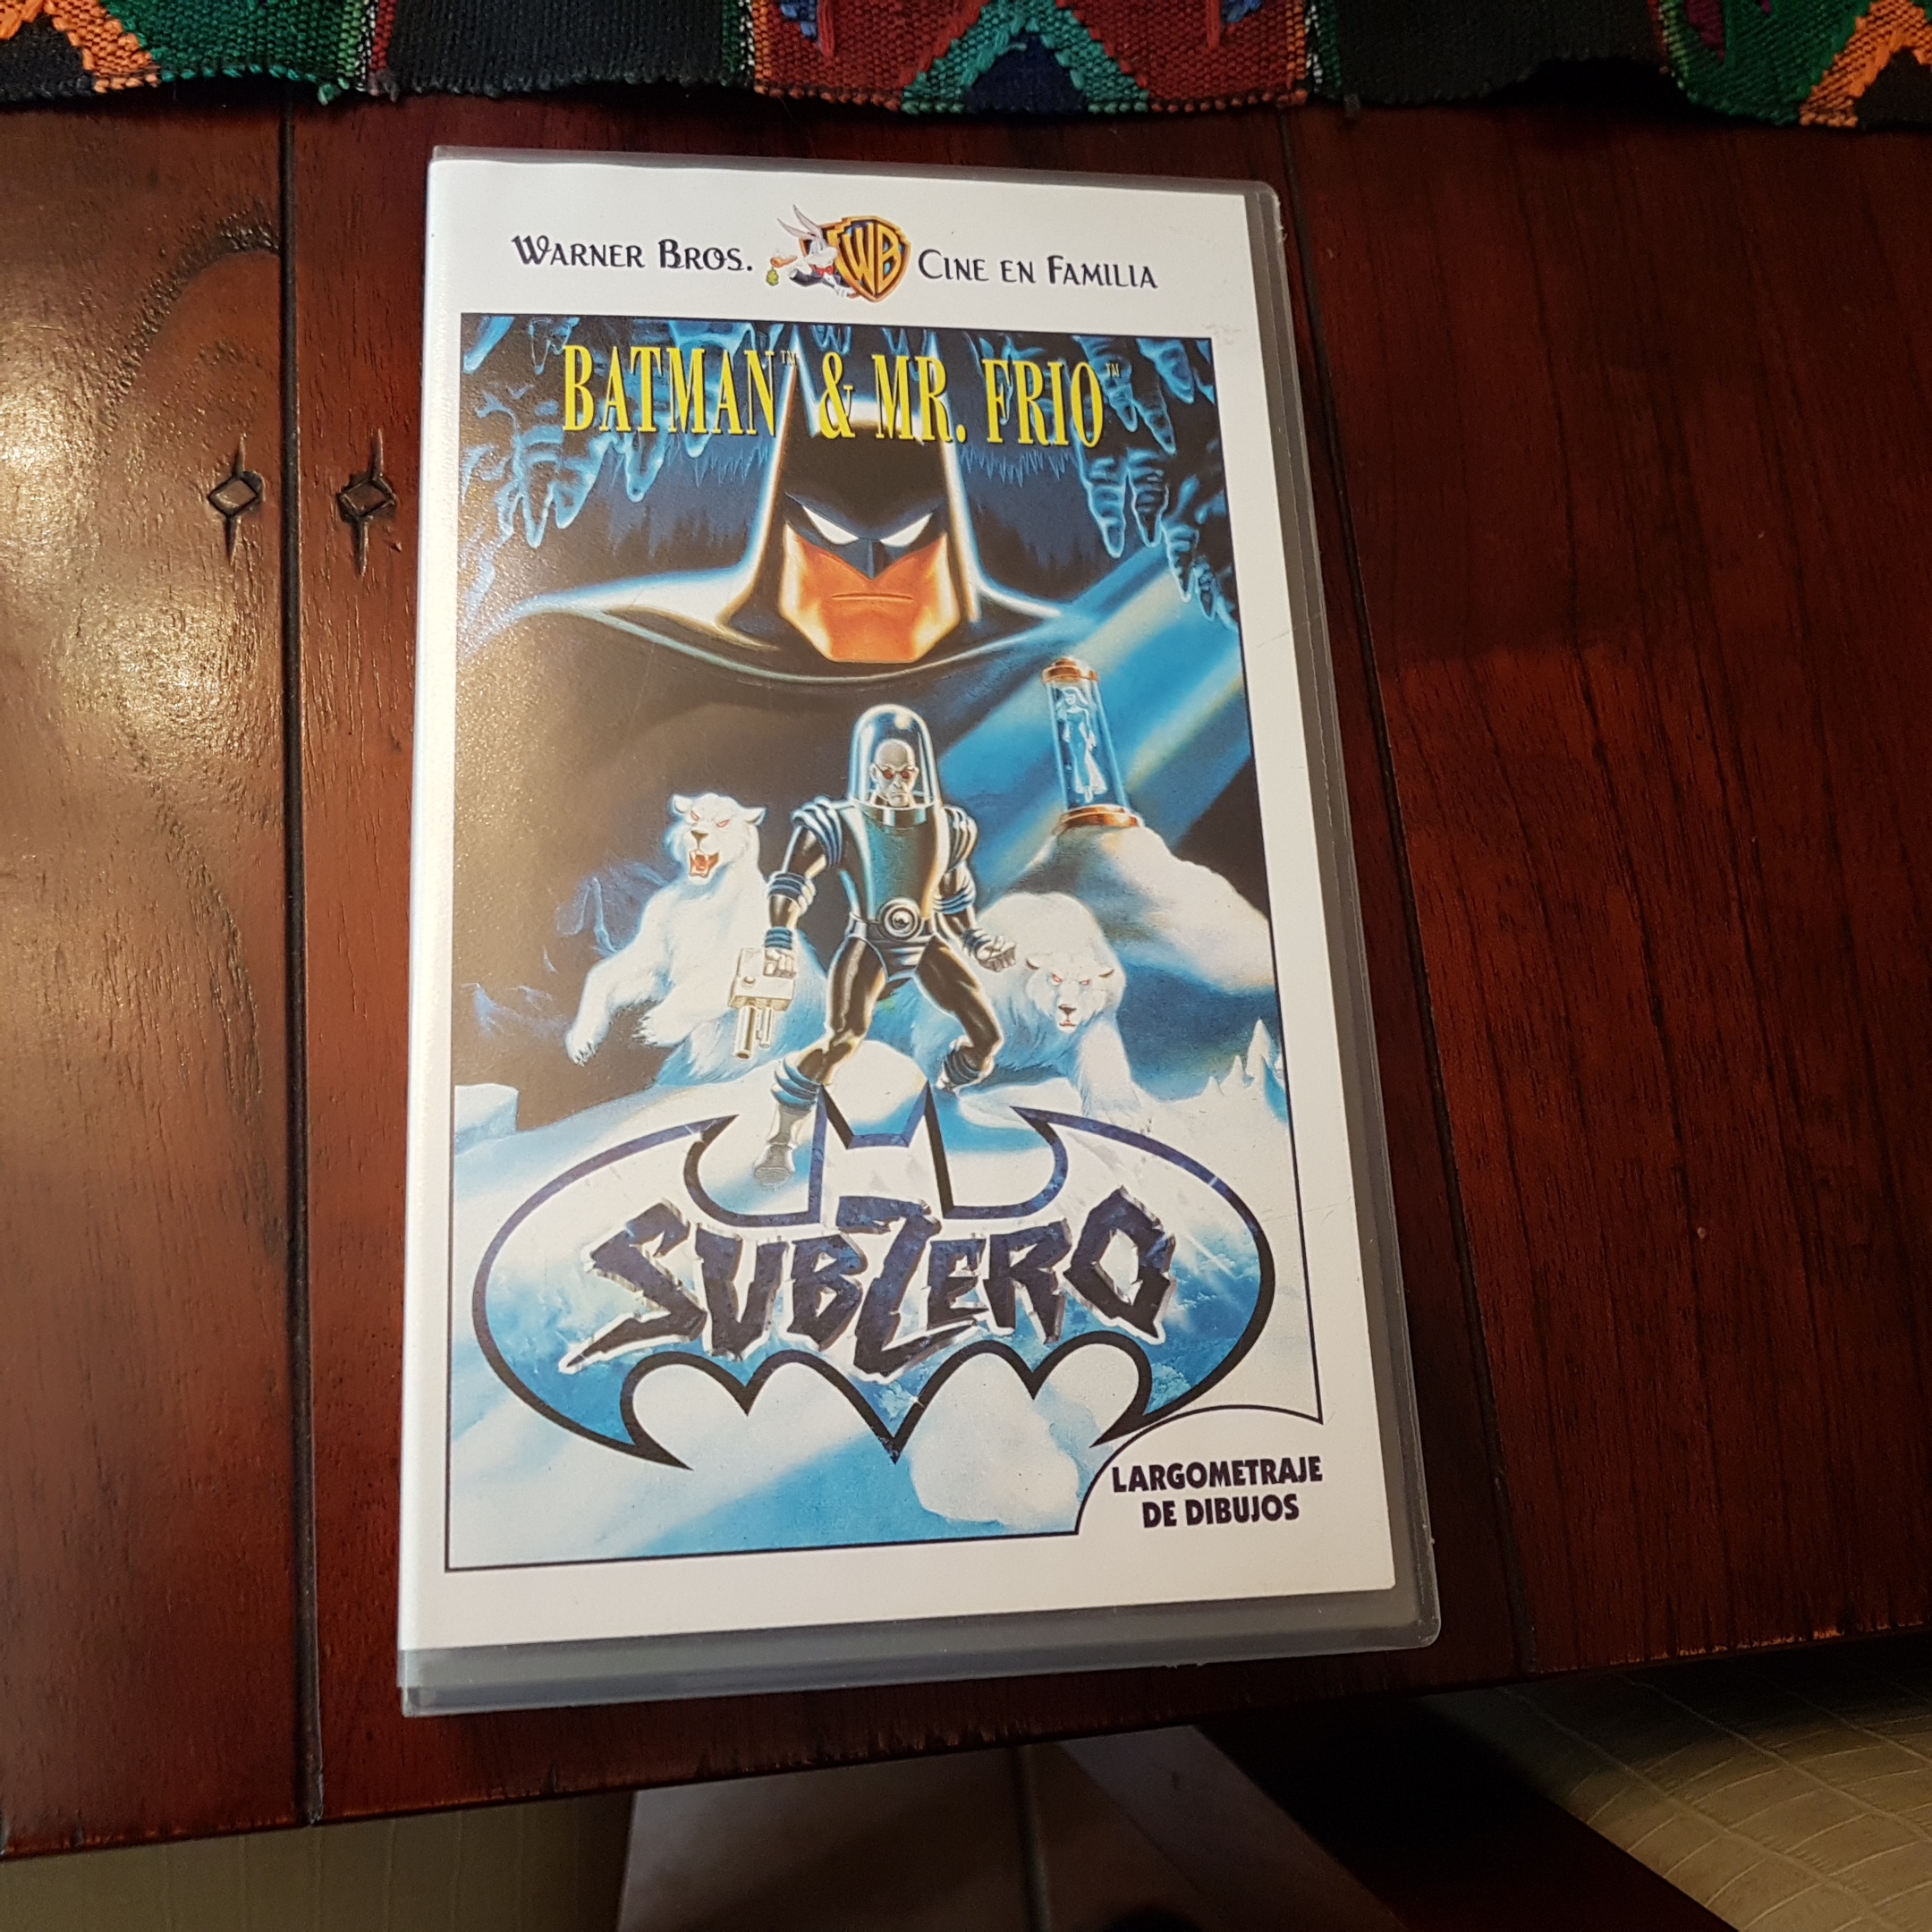 WARNER BROS. WB CINE EN FAMILIA
BATMAN™ & MR. FRIO™
SUBZERO
LARGOMETRAJE
DE DIBUJOS